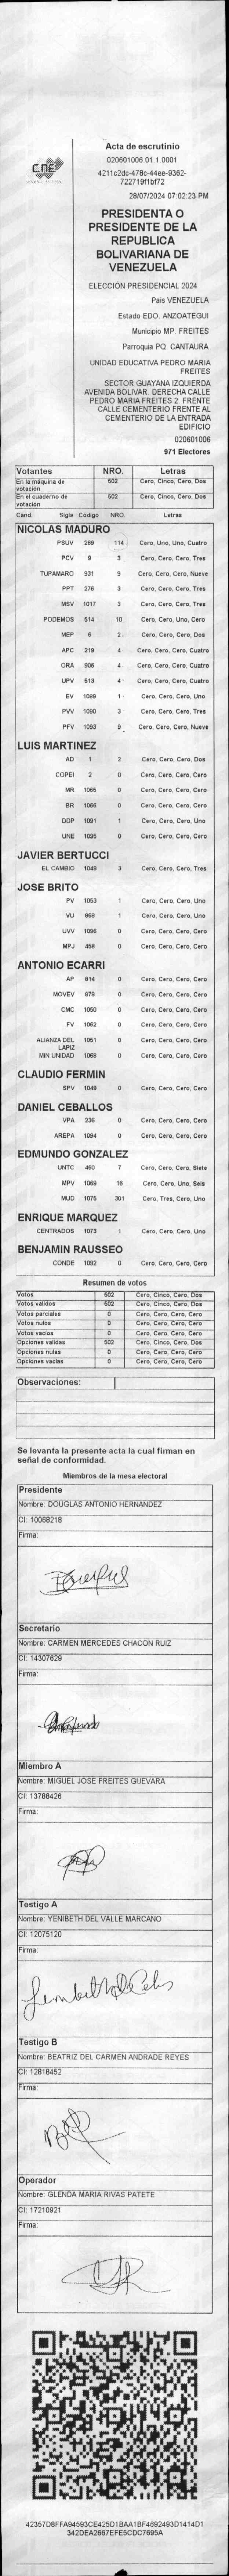 CNE
Acta de escrutinio
020601006.01.1.0001
4211c2dc-478c-44ee-9362-
722719f1bf72
28/07/2024 07:02:23 PM
PRESIDENTA O
PRESIDENTE DE LA
REPUBLICA
BOLIVARIANA DE
VENEZUELA
ELECCIÓN PRESIDENCIAL 2024
Pais VENEZUELA
Estado EDO. ANZOATEGUI
Municipio MP. FREITES
Parroquia PQ. CANTAURA
UNIDAD EDUCATIVA PEDRO MARIA
FREITES
SECTOR GUAYANA IZQUIERDA
AVENIDA BOLIVAR. DERECHA CALLE
PEDRO MARIA FREITES 2. FRENTE
CALLE CEMENTERIO FRENTE AL
CEMENTERIO DE LA ENTRADA
EDIFICIO
020601006
971 Electores
Votantes NRO. Letras
En la máquina de votación 502 Cero, Cinco, Cero, Dos
En el cuaderno de votación 502 Cero, Cinco, Cero, Dos
Cand. Sigla Código NRO. Letras
NICOLAS MADURO
PSUV 269 114 Cero, Uno, Uno, Cuatro
PCV 9 3 Cero, Cero, Cero, Tres
TUPAMARO 931 9 Cero, Cero, Cero, Nueve
PPT 276 3 Cero, Cero, Cero, Tres
MSV 1017 3 Cero, Cero, Cero, Tres
PODEMOS 514 10 Cero, Cero, Uno, Cero
MEP 6 2 Cero, Cero, Cero, Dos
APC 219 4 Cero, Cero, Cero, Cuatro
ORA 906 4 Cero, Cero, Cero, Cuatro
UPV 513 4 Cero, Cero, Cero, Cuatro
EV 1089 1 Cero, Cero, Cero, Uno
PVV 1090 3 Cero, Cero, Cero, Tres
PFV 1093 9 Cero, Cero, Cero, Nueve
LUIS MARTINEZ
AD 1 2 Cero, Cero, Cero, Dos
COPEI 2 0 Cero, Cero, Cero, Cero
MR 1065 0 Cero, Cero, Cero, Cero
BR 1066 0 Cero, Cero, Cero, Cero
DDP 1091 1 Cero, Cero, Cero, Uno
UNE 1095 0 Cero, Cero, Cero, Cero
JAVIER BERTUCCI
EL CAMBIO 1048 3 Cero, Cero, Cero, Tres
JOSE BRITO
PV 1053 1 Cero, Cero, Cero, Uno
VU 868 1 Cero, Cero, Cero, Uno
UVV 1096 0 Cero, Cero, Cero, Cero
MPJ 458 0 Cero, Cero, Cero, Cero
ANTONIO ECARRI
AP 814 0 Cero, Cero, Cero, Cero
MOVEV 878 0 Cero, Cero, Cero, Cero
CMC 1050 0 Cero, Cero, Cero, Cero
FV 1062 0 Cero, Cero, Cero, Cero
ALIANZA DEL LAPIZ 1051 0 Cero, Cero, Cero, Cero
MIN UNIDAD 1068 0 Cero, Cero, Cero, Cero
CLAUDIO FERMIN
SPV 1049 0 Cero, Cero, Cero, Cero
DANIEL CEBALLOS
VPA 236 0 Cero, Cero, Cero, Cero
AREPA 1094 0 Cero, Cero, Cero, Cero
EDMUNDO GONZALEZ
UNTC 460 7 Cero, Cero, Cero, Siete
MPV 1069 16 Cero, Cero, Uno, Seis
MUD 1075 301 Cero, Tres, Cero, Uno
ENRIQUE MARQUEZ
CENTRADOS 1073 1 Cero, Cero, Cero, Uno
BENJAMIN RAUSSEO
CONDE 1092 0 Cero, Cero, Cero, Cero
Resumen de votos
Votos 502 Cero, Cinco, Cero, Dos
Votos validos 502 Cero, Cinco, Cero, Dos
Votos parciales 0 Cero, Cero, Cero, Cero
Votos nulos 0 Cero, Cero, Cero, Cero
Votos vacios 0 Cero, Cero, Cero, Cero
Opciones validas 502 Cero, Cinco, Cero, Dos
Opciones nulas 0 Cero, Cero, Cero, Cero
Opciones vacias 0 Cero, Cero, Cero, Cero
Observaciones:
Se levanta la presente acta la cual firman en
señal de conformidad.
Miembros de la mesa electoral
Presidente
Nombre: DOUGLAS ANTONIO HERNANDEZ
CI: 10068218
Firma:
Secretario
Nombre: CARMEN MERCEDES CHACON RUIZ
CI: 14307629
Firma:
Miembro A
Nombre: MIGUEL JOSE FREITES GUEVARA
CI: 13788426
Firma:
Testigo A
Nombre: YENIBETH DEL VALLE MARCANO
CI: 12075120
Firma:
Testigo B
Nombre: BEATRIZ DEL CARMEN ANDRADE REYES
CI: 12818452
Firma:
Operador
Nombre: GLENDA MARIA RIVAS PATETE
CI: 17210921
Firma:
42357D8FFA94593CE425D1BAA1BF4692493D1414D1
342DEA2667EFE5CDC7695A